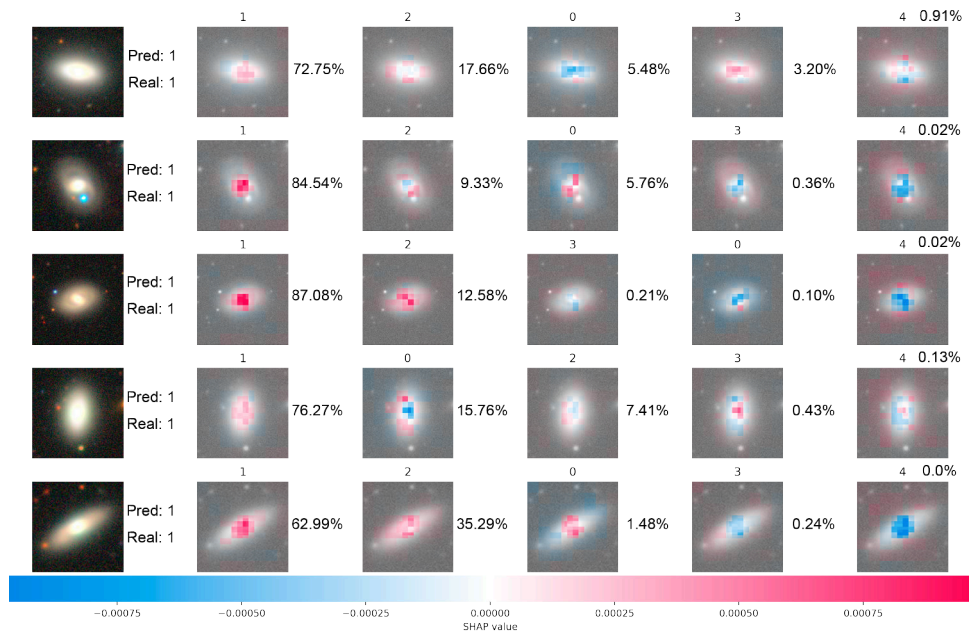 1 2 0 3 4 0.91%
Pred: 1
72.75% 17.66% 5.48% 3.20%
Real: 1
1 2 0 3 4 0.02%
Pred: 1
84.54% 9.33% 5.76% 0.36%
Real: 1
1 2 3 0 4 0.02%
Pred: 1
87.08% 12.58% 0.21% 0.10%
Real: 1
1 0 2 3 4 0.13%
Pred: 1
76.27% 15.76% 7.41% 0.43%
Real: 1
1 2 0 3 4 0.0%
Pred: 1
62.99% 35.29% 1.48% 0.24%
Real: 1
−0.00075 −0.00050 −0.00025 0.00000 0.00025 0.00050 0.00075
SHAP value